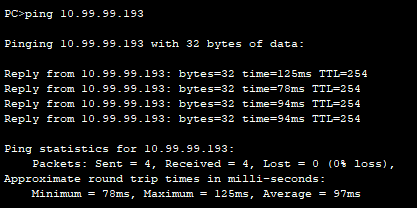 PC>ping 10.99.99.193
Pinging 10.99.99.193 with 32 bytes of data:
Reply from 10.99.99.193: bytes=32 time=125ms TTL=254
Reply from 10.99.99.193: bytes=32 time=78ms TTL=254
Reply from 10.99.99.193: bytes=32 time=94ms TTL=254
Reply from 10.99.99.193: bytes=32 time=94ms TTL=254
Ping statistics for 10.99.99.193:
    Packets: Sent = 4, Received = 4, Lost = 0 (0% loss),
Approximate round trip times in milli-seconds:
    Minimum = 78ms, Maximum = 125ms, Average = 97ms